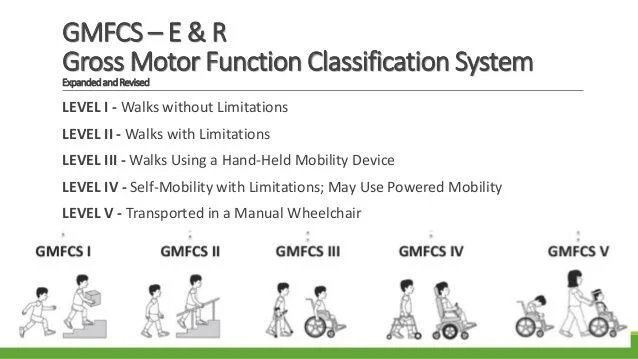 GMFCS – E & R
Gross Motor Function Classification System
Expanded and Revised
LEVEL I - Walks without Limitations
LEVEL II - Walks with Limitations
LEVEL III - Walks Using a Hand-Held Mobility Device
LEVEL IV - Self-Mobility with Limitations; May Use Powered Mobility
LEVEL V - Transported in a Manual Wheelchair
GMFCS I GMFCS II GMFCS III GMFCS IV GMFCS V